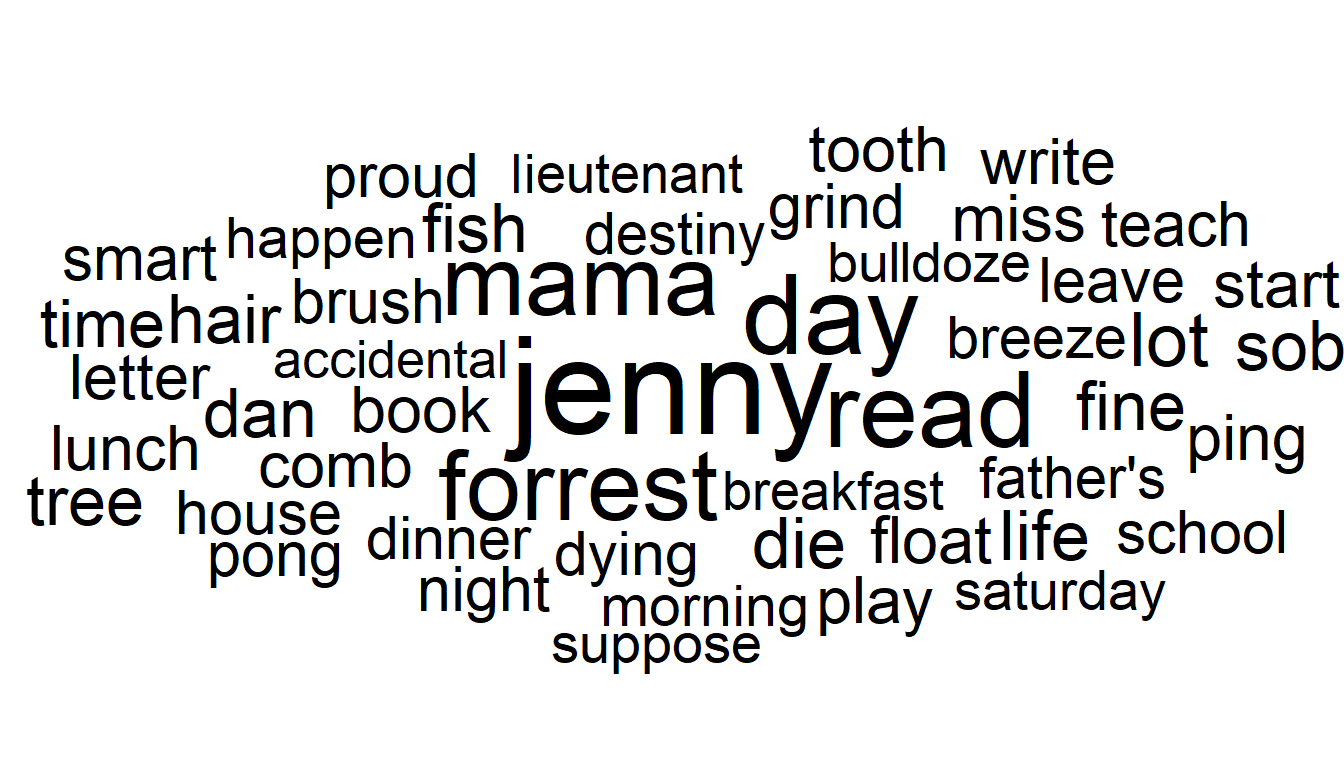 tooth write
proud lieutenant
grind miss teach
smart happen fish destiny
bulldoze leave start
time hair brush mama day
breeze lot sob
letter accidental jenny
dan book read fine ping
lunch comb forrest breakfast father's
tree house
pong dinner dying die float life school
night morning play saturday
suppose